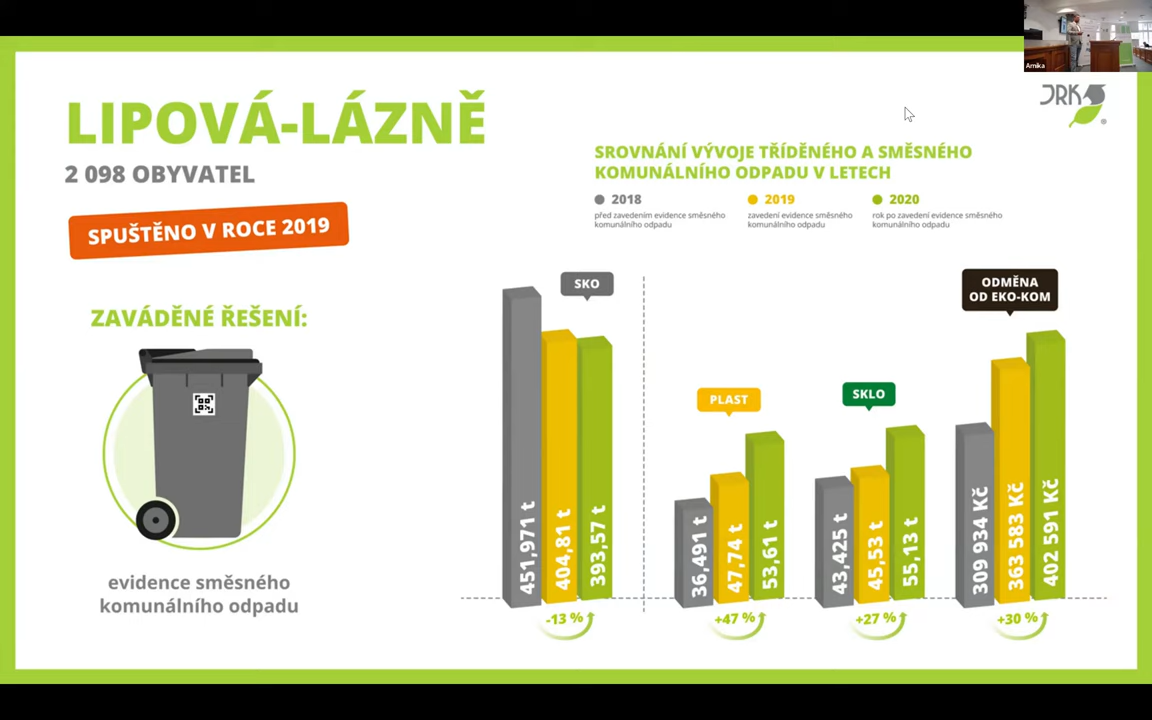 Arnika
JRK
LIPOVÁ-LÁZNĚ
2 098 OBYVATEL
SPUŠTĚNO V ROCE 2019
ZAVÁDĚNÉ ŘEŠENÍ:
evidence směsného
komunálního odpadu
SROVNÁNÍ VÝVOJE TŘÍDĚNÉHO A SMĚSNÉHO
KOMUNÁLNÍHO ODPADU V LETECH
2018
před zavedením evidence směsného
komunálního odpadu
2019
zavedení evidence směsného
komunálního odpadu
2020
rok po zavedení evidence směsného
komunálního odpadu
SKO
451,971 t
404,81 t
393,57 t
-13 %
PLAST
36,491 t
47,74 t
53,61 t
+47 %
SKLO
43,425 t
45,53 t
55,13 t
+27 %
ODMĚNA
OD EKO-KOM
309 934 Kč
363 583 Kč
402 591 Kč
+30 %